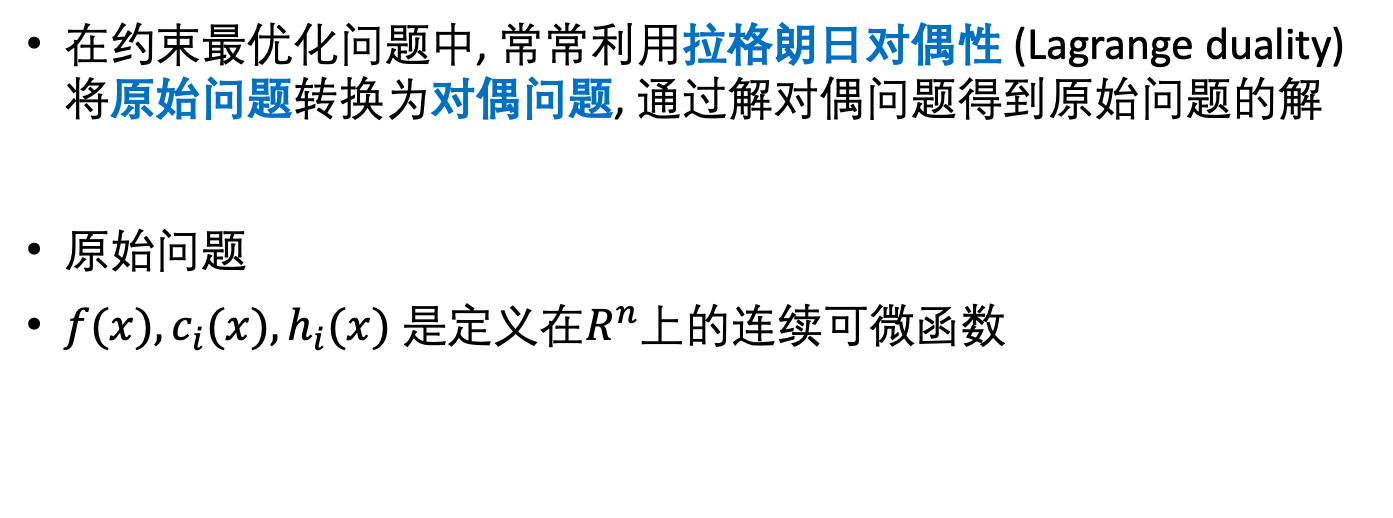 • 在约束最优化问题中, 常常利用拉格朗日对偶性 (Lagrange duality)
将原始问题转换为对偶问题, 通过解对偶问题得到原始问题的解
• 原始问题
• f(x), cᵢ(x), hᵢ(x) 是定义在Rⁿ上的连续可微函数